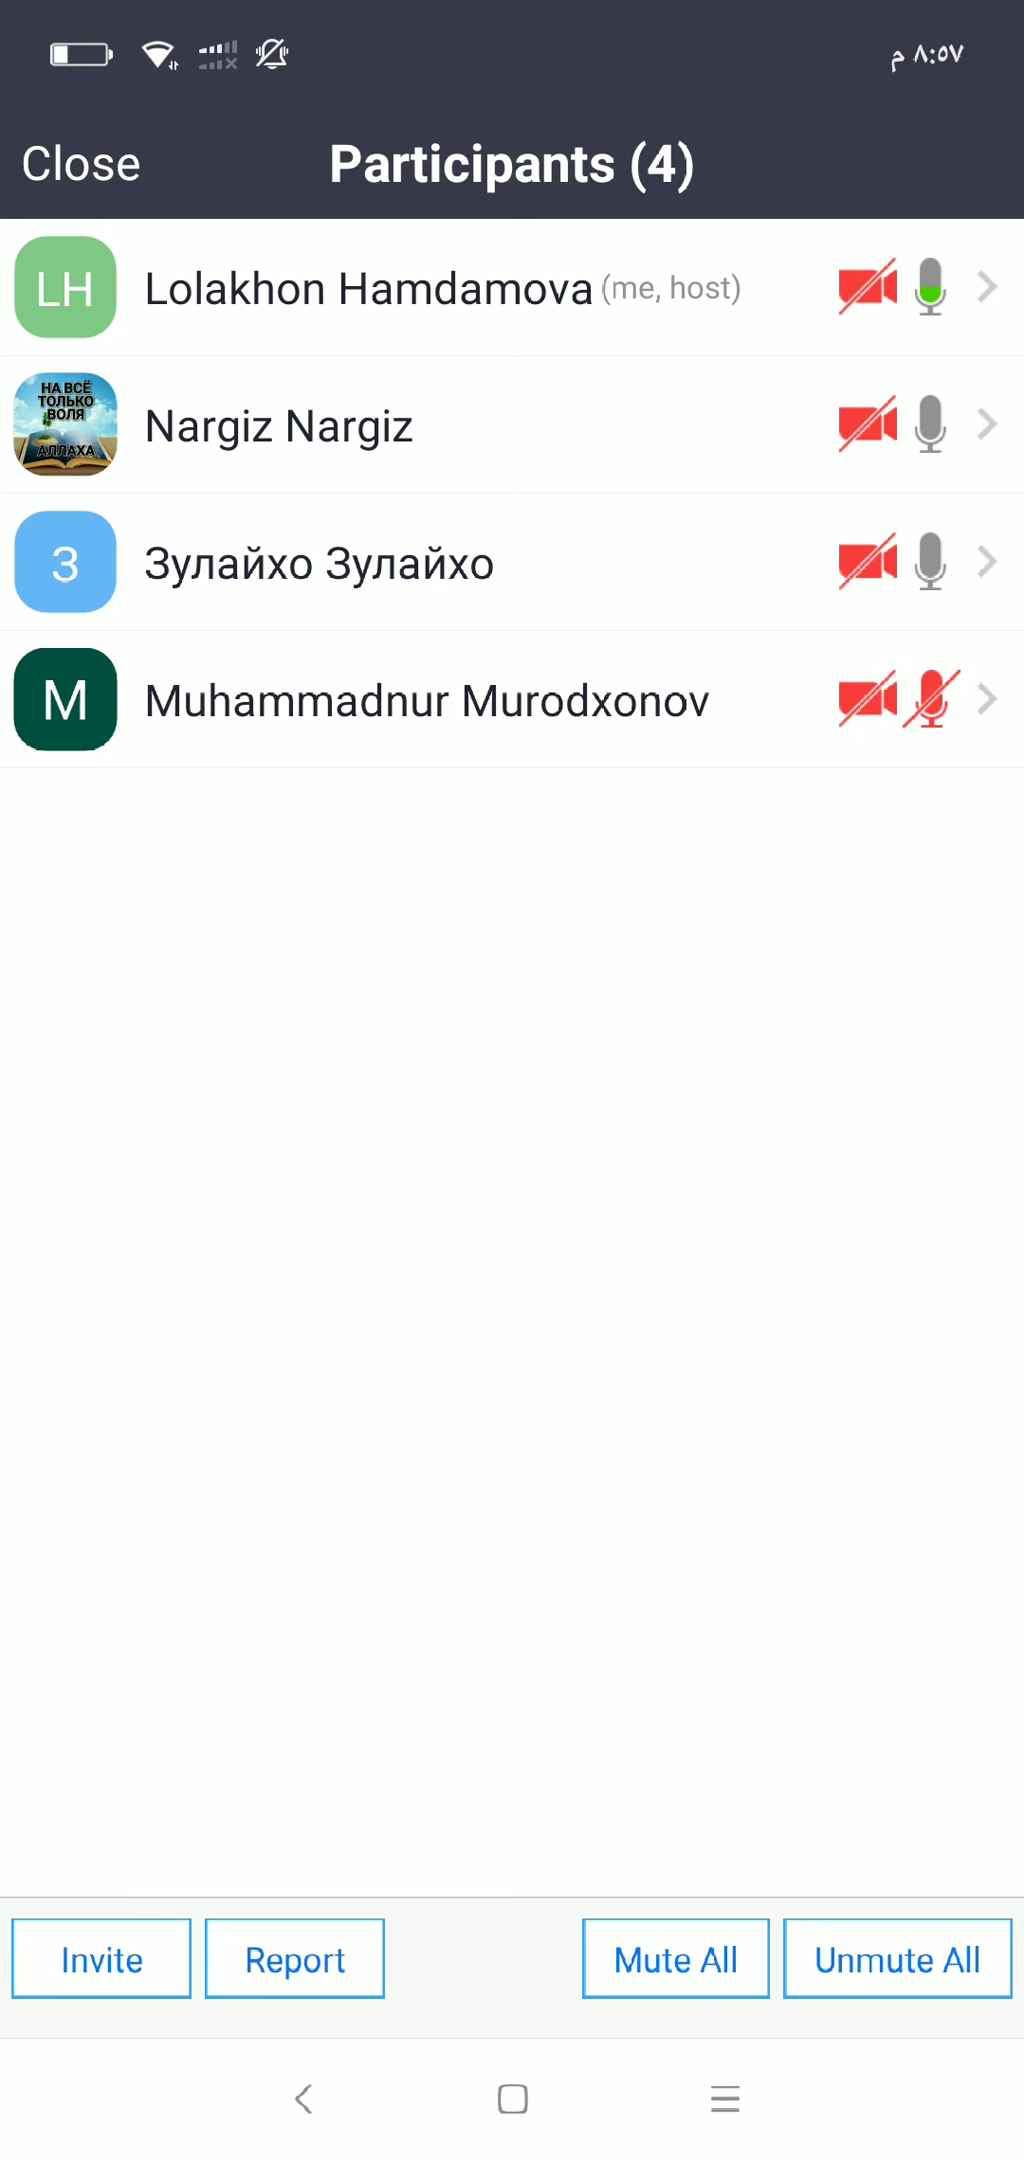 ٨:٥٧ م
Close
Participants (4)
LH
Lolakhon Hamdamova (me, host)
НА ВСЁ
ТОЛЬКО
ВОЛЯ
АЛЛАХА
Nargiz Nargiz
З
Зулайхо Зулайхо
M
Muhammadnur Murodxonov
Invite
Report
Mute All
Unmute All